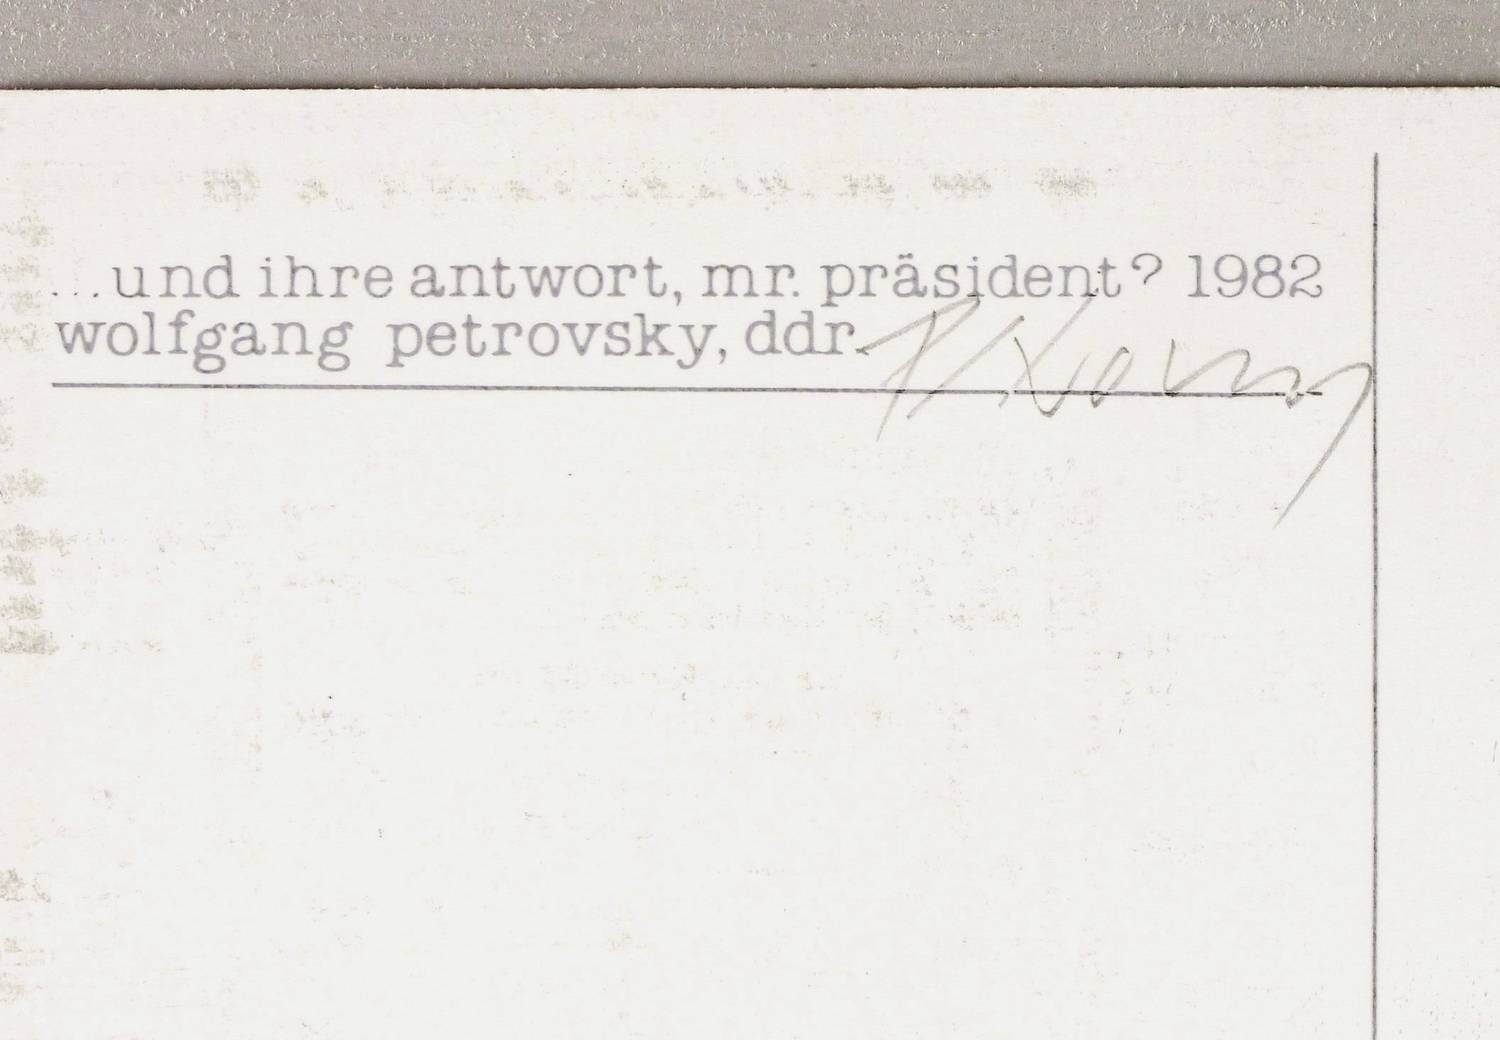 ...und ihre antwort, mr. präsident? 1982
wolfgang petrovsky, ddr.